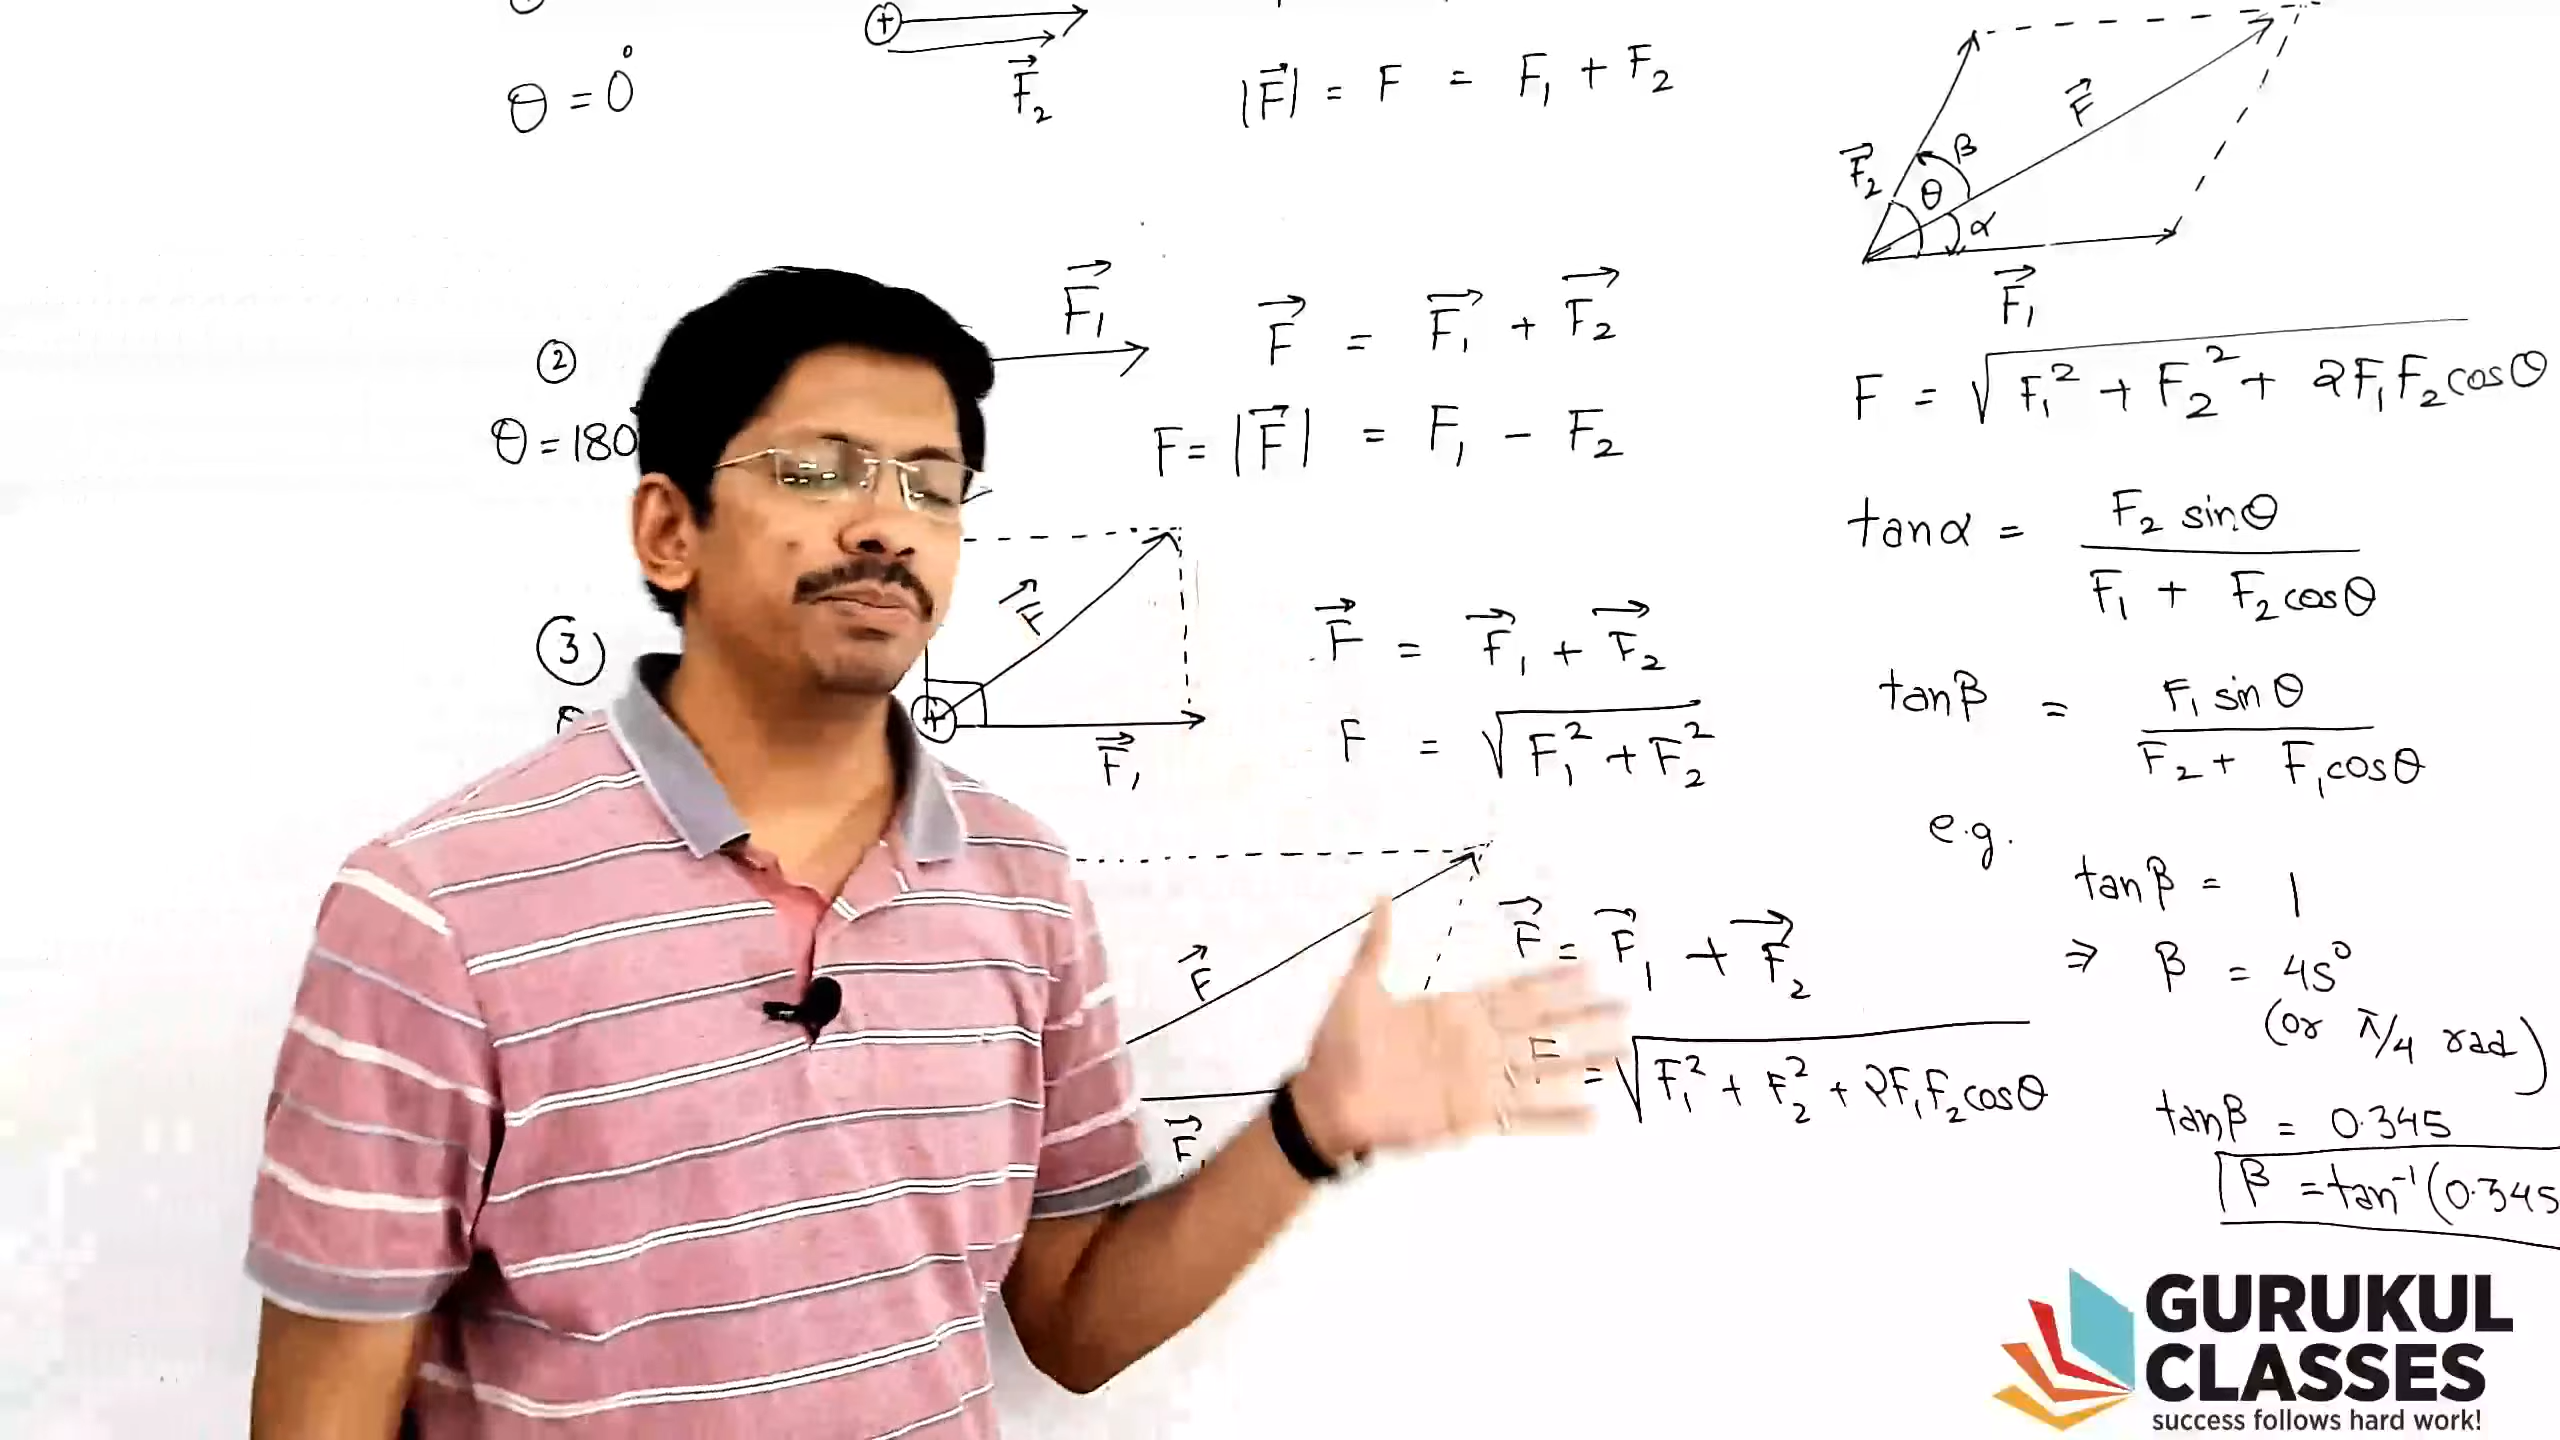 θ = 0°
+
F⃗₂
|F⃗| = F = F₁ + F₂
②
θ = 180
F⃗₁
F⃗ = F⃗₁ + F⃗₂
F = |F⃗| = F₁ - F₂
③
F⃗
+
F⃗₁
F⃗ = F⃗₁ + F⃗₂
F = √(F₁² + F₂²)
F⃗
F⃗ = F⃗₁ + F⃗₂
F = √(F₁² + F₂² + 2F₁F₂cosθ)
F⃗₂
β
θ
α
F⃗
F⃗₁
F = √(F₁² + F₂² + 2F₁F₂cosθ)
tanα = F₂ sinθ / F₁ + F₂cosθ
tanβ = F₁ sinθ / F₂ + F₁cosθ
e.g.
tanβ = 1
⇒ β = 45°
(or π/4 rad)
tanβ = 0.345
β = tan⁻¹(0.345
GURUKUL
CLASSES
success follows hard work!